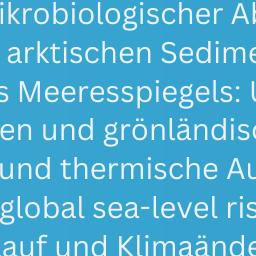 ikrobiologischer Ab
arktischen Sedime
s Meeresspiegels: U
en und grönländisc
und thermische Au
global sea-level ris
auf und Klimaände